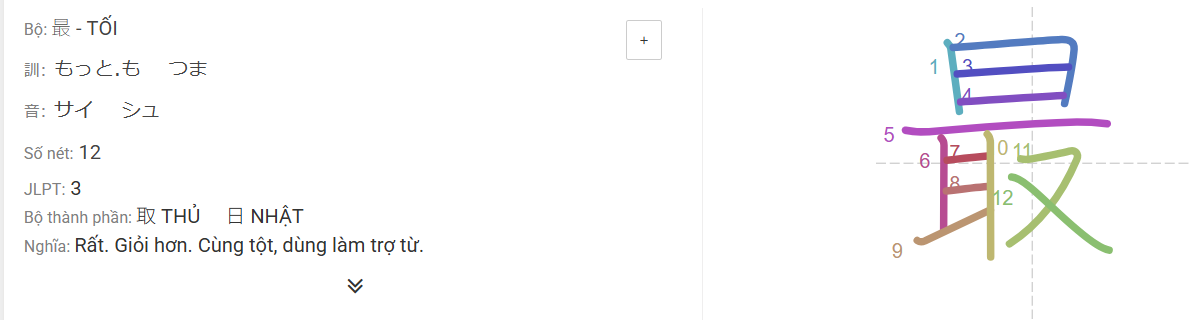 Bộ: 最 - TỐI
+
訓: もっと.も つま
音: サイ シュ
Số nét: 12
JLPT: 3
Bộ thành phần: 取 THỦ 日 NHẬT
Nghĩa: Rất. Giỏi hơn. Cùng tột, dùng làm trợ từ.
最
1
2
3
4
5
6
7
8
9
0
11
12